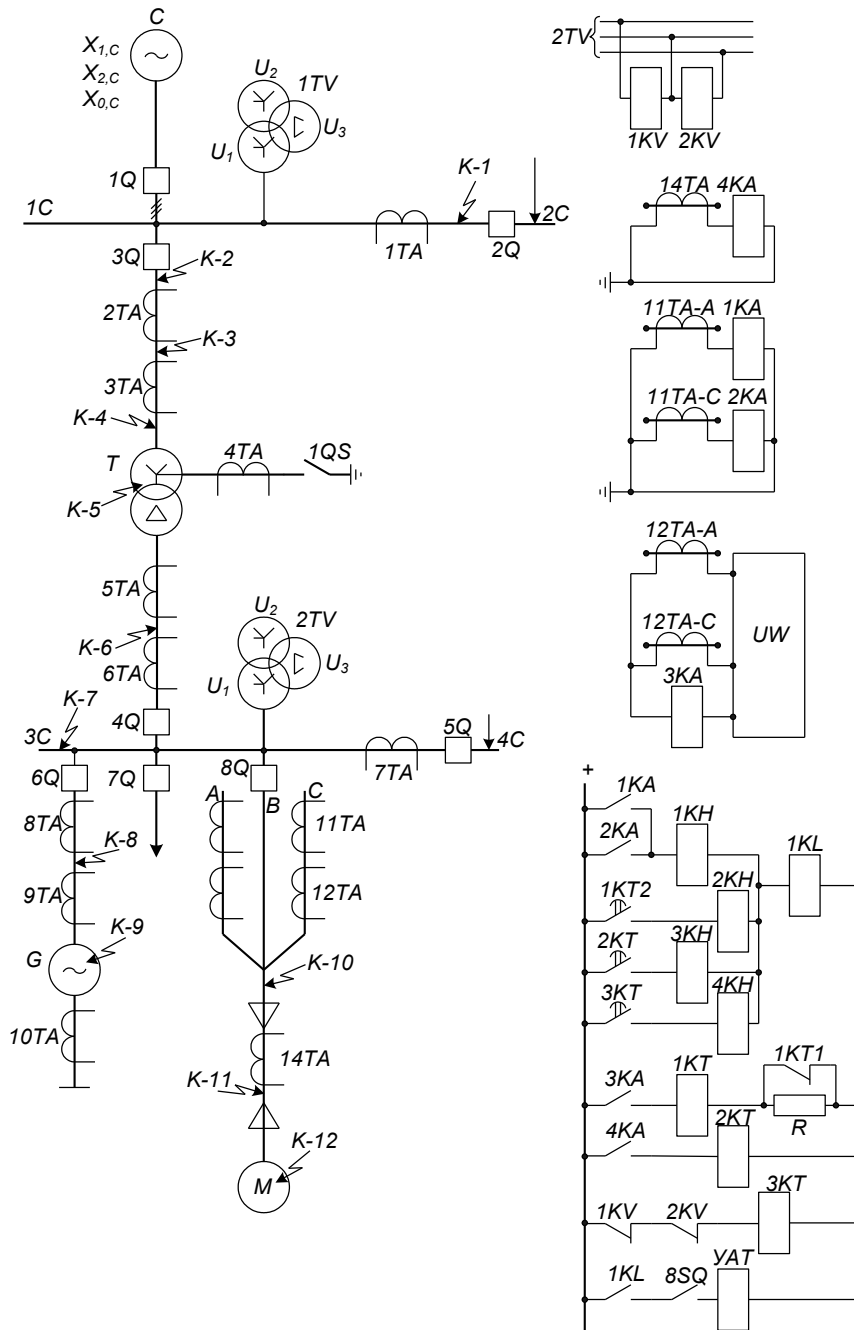 C
X1,C
X2,C
X0,C
U2
1TV
U3
U1
1Q
K-1
1C
2C
1TA
2Q
3Q
K-2
2TA
K-3
3TA
K-4
T
4TA
1QS
K-5
5TA
K-6
6TA
U2
2TV
U3
U1
K-7
4Q
3C
5Q
4C
6Q
7Q
8Q
7TA
A
B
C
8TA
11TA
K-8
9TA
12TA
K-9
G
K-10
10TA
14TA
K-11
K-12
M
2TV
1KV
2KV
14TA
4KA
11TA-A
1KA
11TA-C
2KA
12TA-A
12TA-C
UW
3KA
+
1KA
1KH
2KA
1KL
1KT2
2KH
2KT
3KH
3KT
4KH
3KA
1KT
1KT1
R
4KA
2KT
3KT
1KV
2KV
1KL
8SQ
УАТ